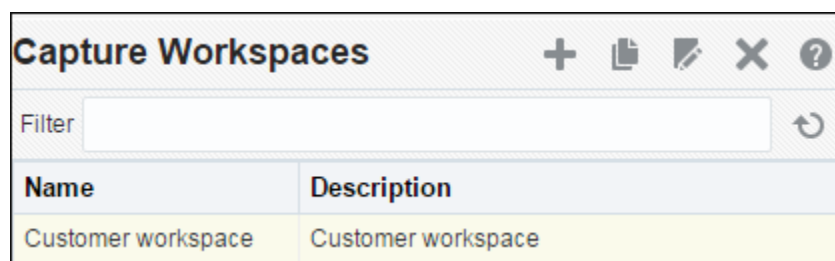 Capture Workspaces
Filter
Name Description
Customer workspace Customer workspace